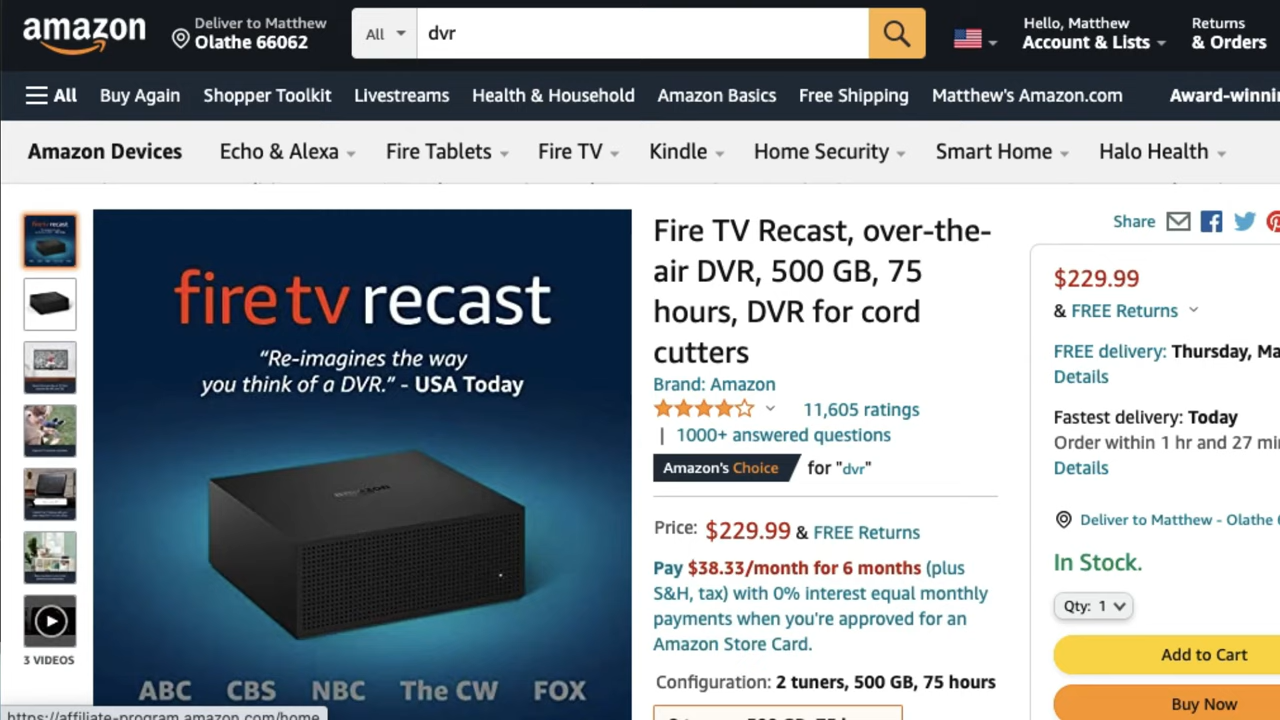 amazon
Deliver to Matthew
Olathe 66062
All
dvr
Hello, Matthew
Account & Lists
Returns
& Orders
All
Buy Again
Shopper Toolkit
Livestreams
Health & Household
Amazon Basics
Free Shipping
Matthew's Amazon.com
Award-winni
Amazon Devices
Echo & Alexa
Fire Tablets
Fire TV
Kindle
Home Security
Smart Home
Halo Health
3 VIDEOS
fire tv recast
“Re-imagines the way
you think of a DVR.” - USA Today
amazon
ABC CBS NBC The CW FOX
Fire TV Recast, over-the-
air DVR, 500 GB, 75
hours, DVR for cord
cutters
Brand: Amazon
11,605 ratings
| 1000+ answered questions
Amazon's Choice for "dvr"
Price: $229.99 & FREE Returns
Pay $38.33/month for 6 months (plus
S&H, tax) with 0% interest equal monthly
payments when you're approved for an
Amazon Store Card.
Configuration: 2 tuners, 500 GB, 75 hours
Share
$229.99
& FREE Returns
FREE delivery: Thursday, Ma
Details
Fastest delivery: Today
Order within 1 hr and 27 mi
Details
Deliver to Matthew - Olathe
In Stock.
Qty: 1
Add to Cart
Buy Now
https://affiliate-program.amazon.com/home